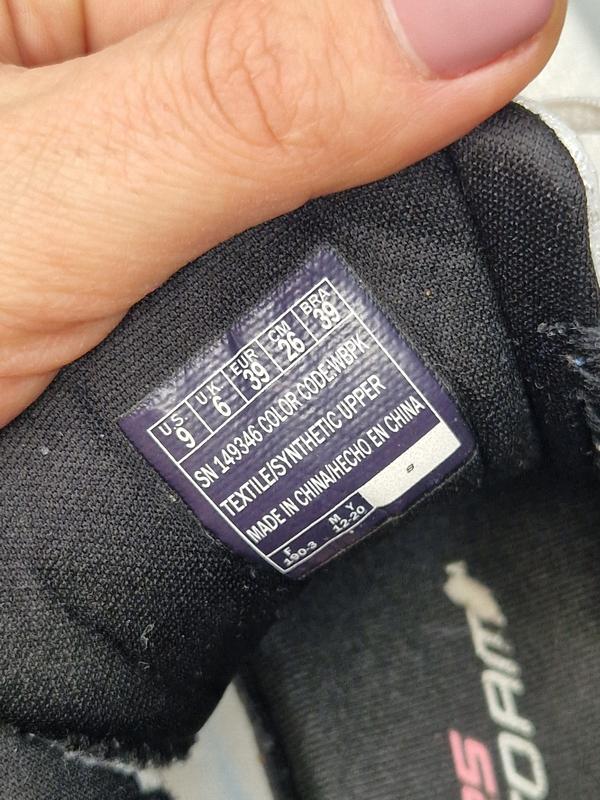 US UK EUR CM BRA
9 6 39 26 39
SN 149346 COLOR CODE:WBPK
TEXTILE/SYNTHETIC UPPER
MADE IN CHINA/HECHO EN CHINA
F M Y
190-3 12-20
9
OAM